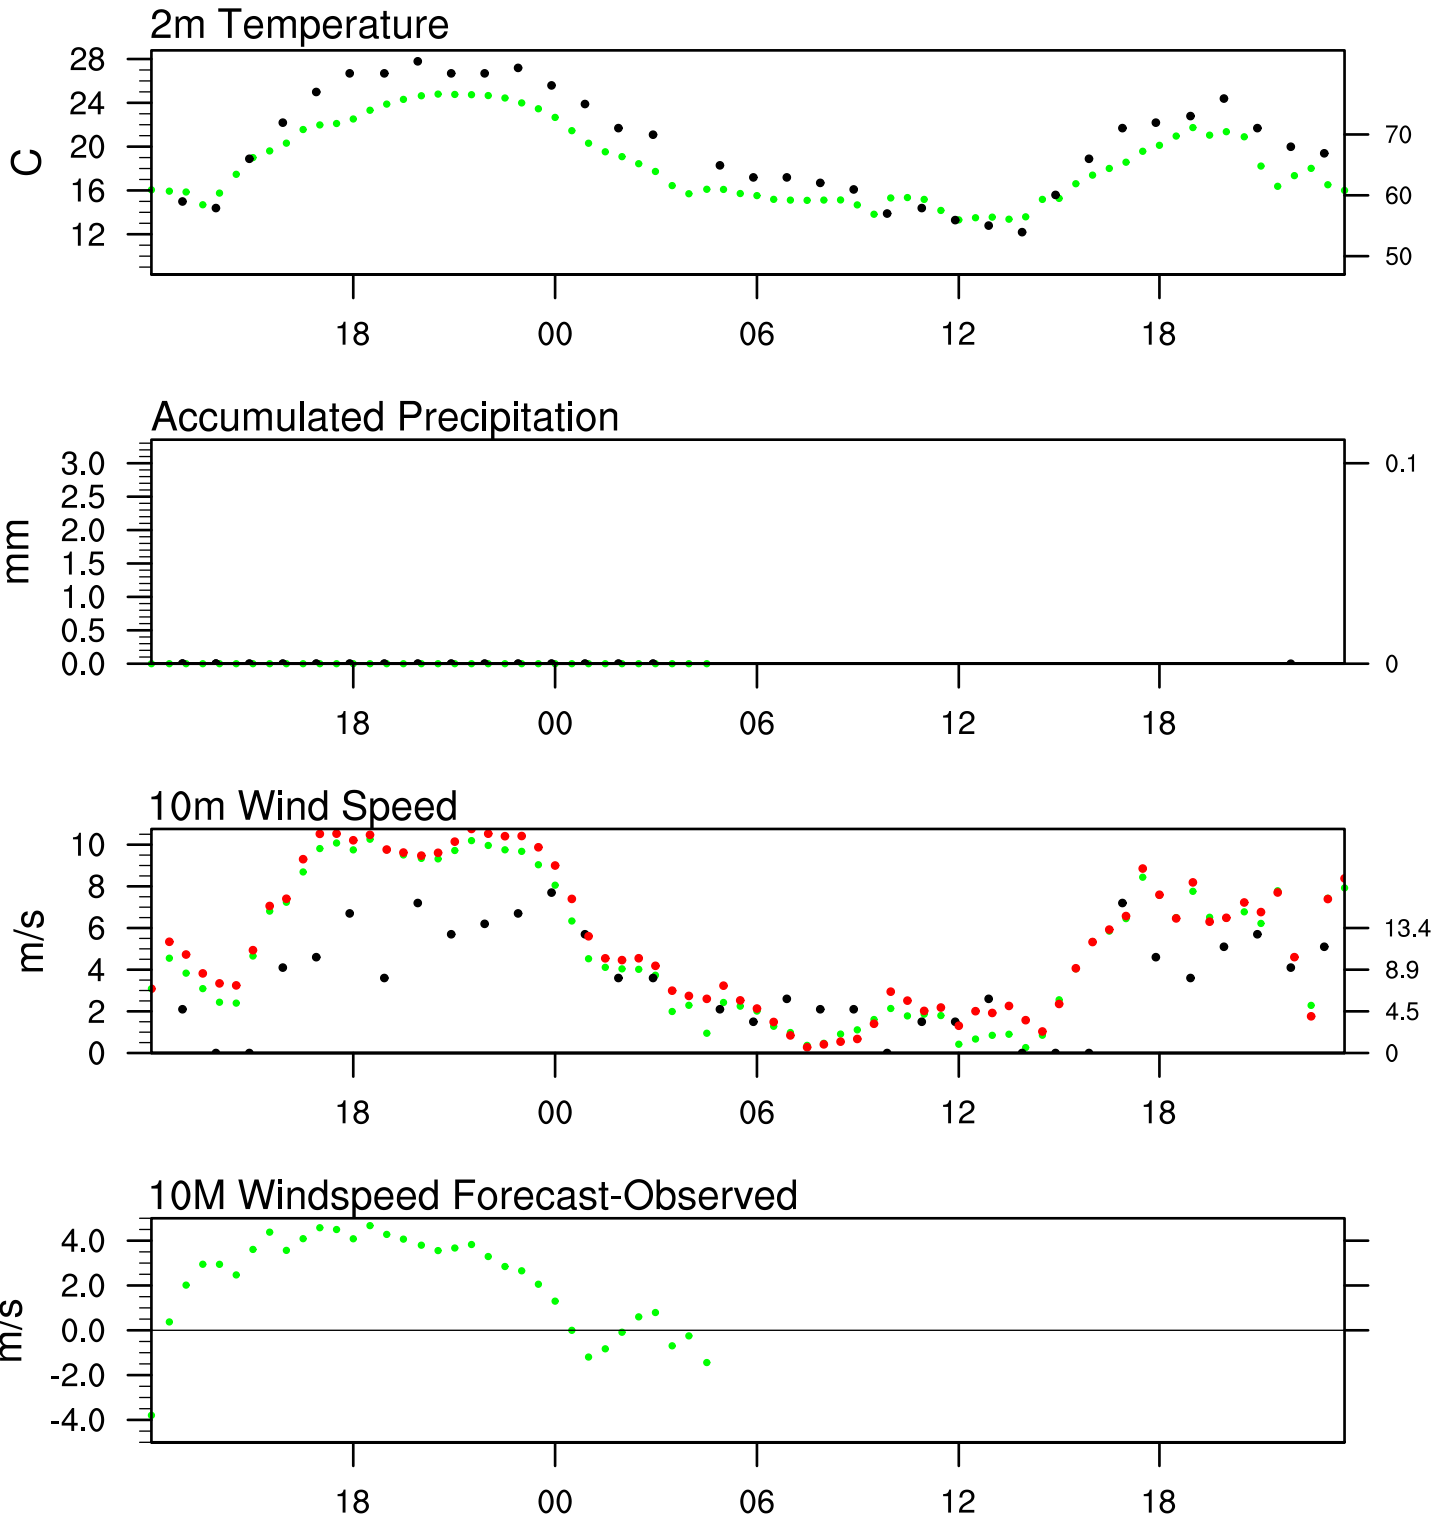 2m Temperature
28
24
20
16
12
C
70
60
50
18 00 06 12 18
Accumulated Precipitation
3.0
2.5
2.0
1.5
1.0
0.5
0.0
mm
0.1
0
18 00 06 12 18
10m Wind Speed
10
8
6
4
2
0
m/s
13.4
8.9
4.5
0
18 00 06 12 18
10M Windspeed Forecast-Observed
4.0
2.0
0.0
-2.0
-4.0
m/s
18 00 06 12 18